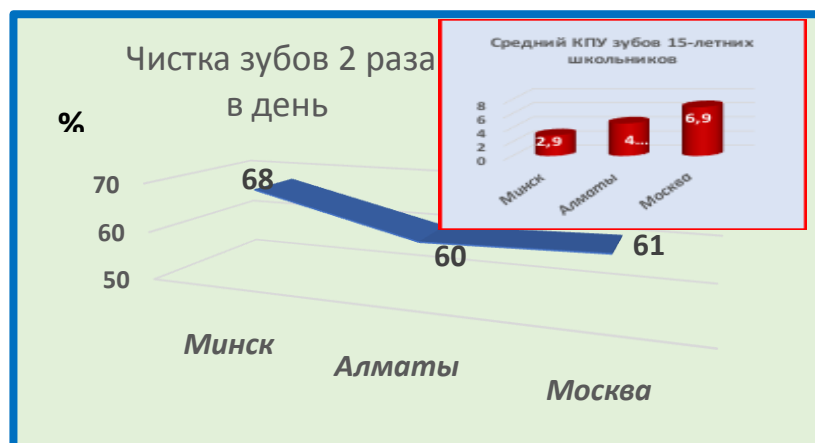 Чистка зубов 2 раза
в день
%
70
60
50
68
60
61
Минск
Алматы
Москва
Средний КПУ зубов 15-летних
школьников
8
6
4
2
0
2,9
4...
6,9
Минск
Алматы
Москва